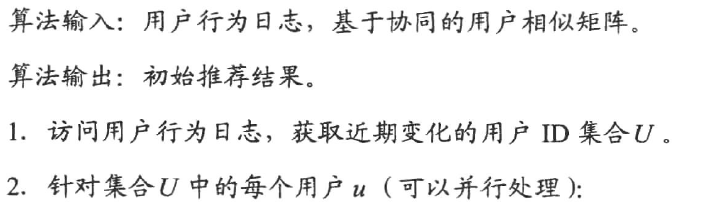 算法输入：用户行为日志，基于协同的用户相似矩阵。
算法输出：初始推荐结果。
1. 访问用户行为日志，获取近期变化的用户 ID 集合U。
2. 针对集合U 中的每个用户 u（可以并行处理）：